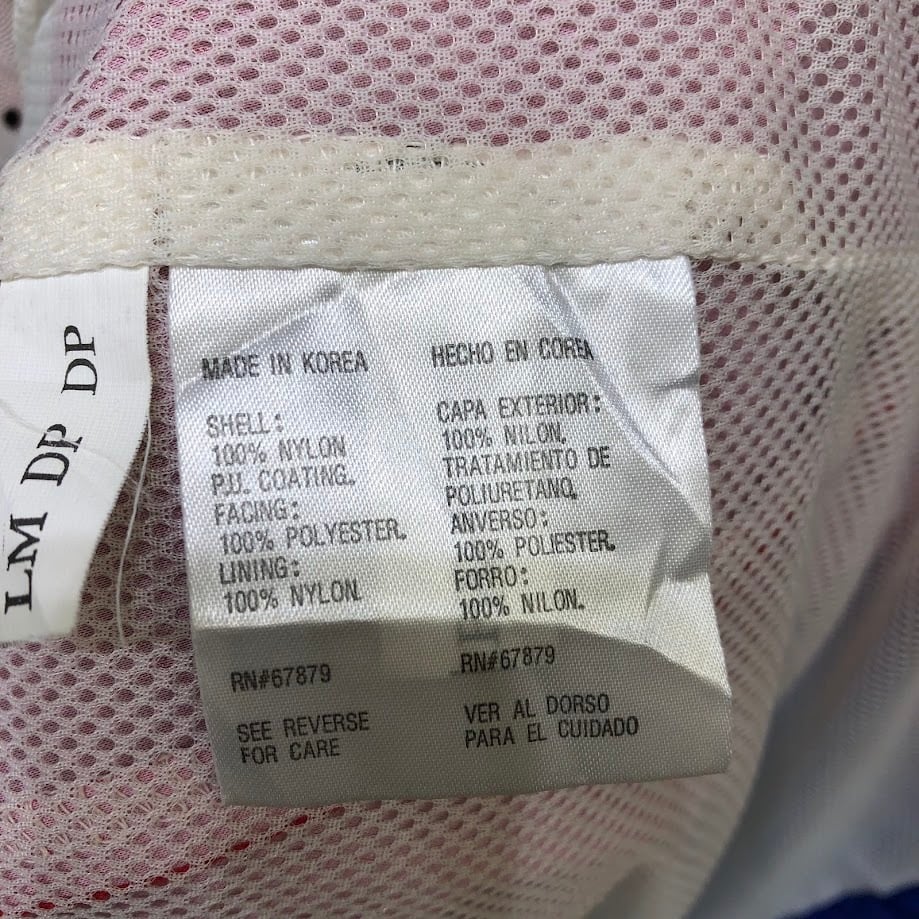 LM DP DP
MADE IN KOREA
SHELL:
100% NYLON
P.U. COATING.
FACING:
100% POLYESTER.
LINING:
100% NYLON.
RN#67879
SEE REVERSE
FOR CARE
HECHO EN COREA
CAPA EXTERIOR:
100% NILON.
TRATAMIENTO DE
POLIURETANO.
ANVERSO:
100% POLIESTER.
FORRO:
100% NILON.
RN#67879
VER AL DORSO
PARA EL CUIDADO